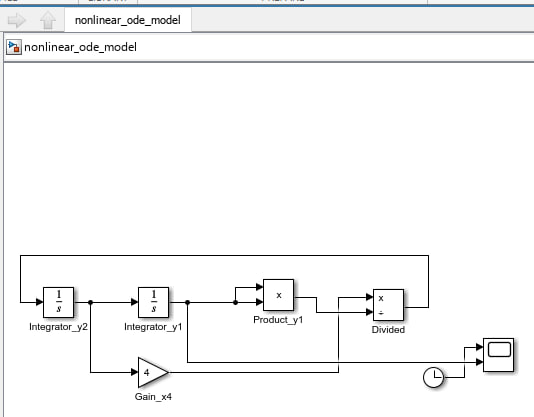 nonlinear_ode_model
nonlinear_ode_model
1
s
Integrator_y2
1
s
Integrator_y1
x
Product_y1
x
÷
Divided
4
Gain_x4